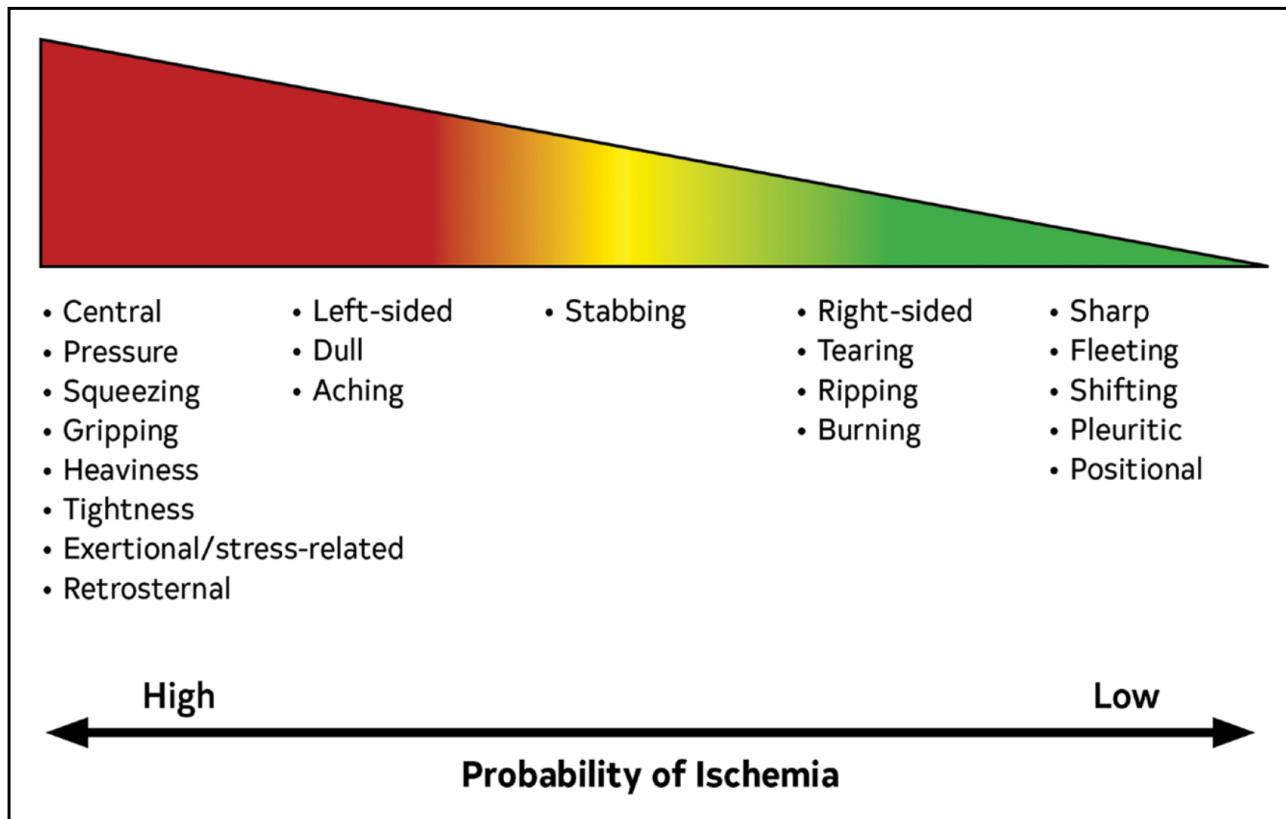 • Central
• Pressure
• Squeezing
• Gripping
• Heaviness
• Tightness
• Exertional/stress-related
• Retrosternal
• Left-sided
• Dull
• Aching
• Stabbing
• Right-sided
• Tearing
• Ripping
• Burning
• Sharp
• Fleeting
• Shifting
• Pleuritic
• Positional
High
Low
Probability of Ischemia